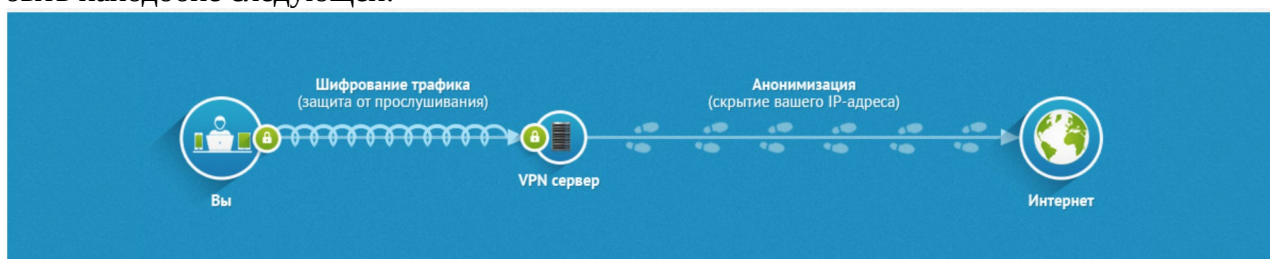 Шифрование трафика
(защита от прослушивания)
Анонимизация
(скрытие вашего IP-адреса)
VPN сервер
Вы
Интернет